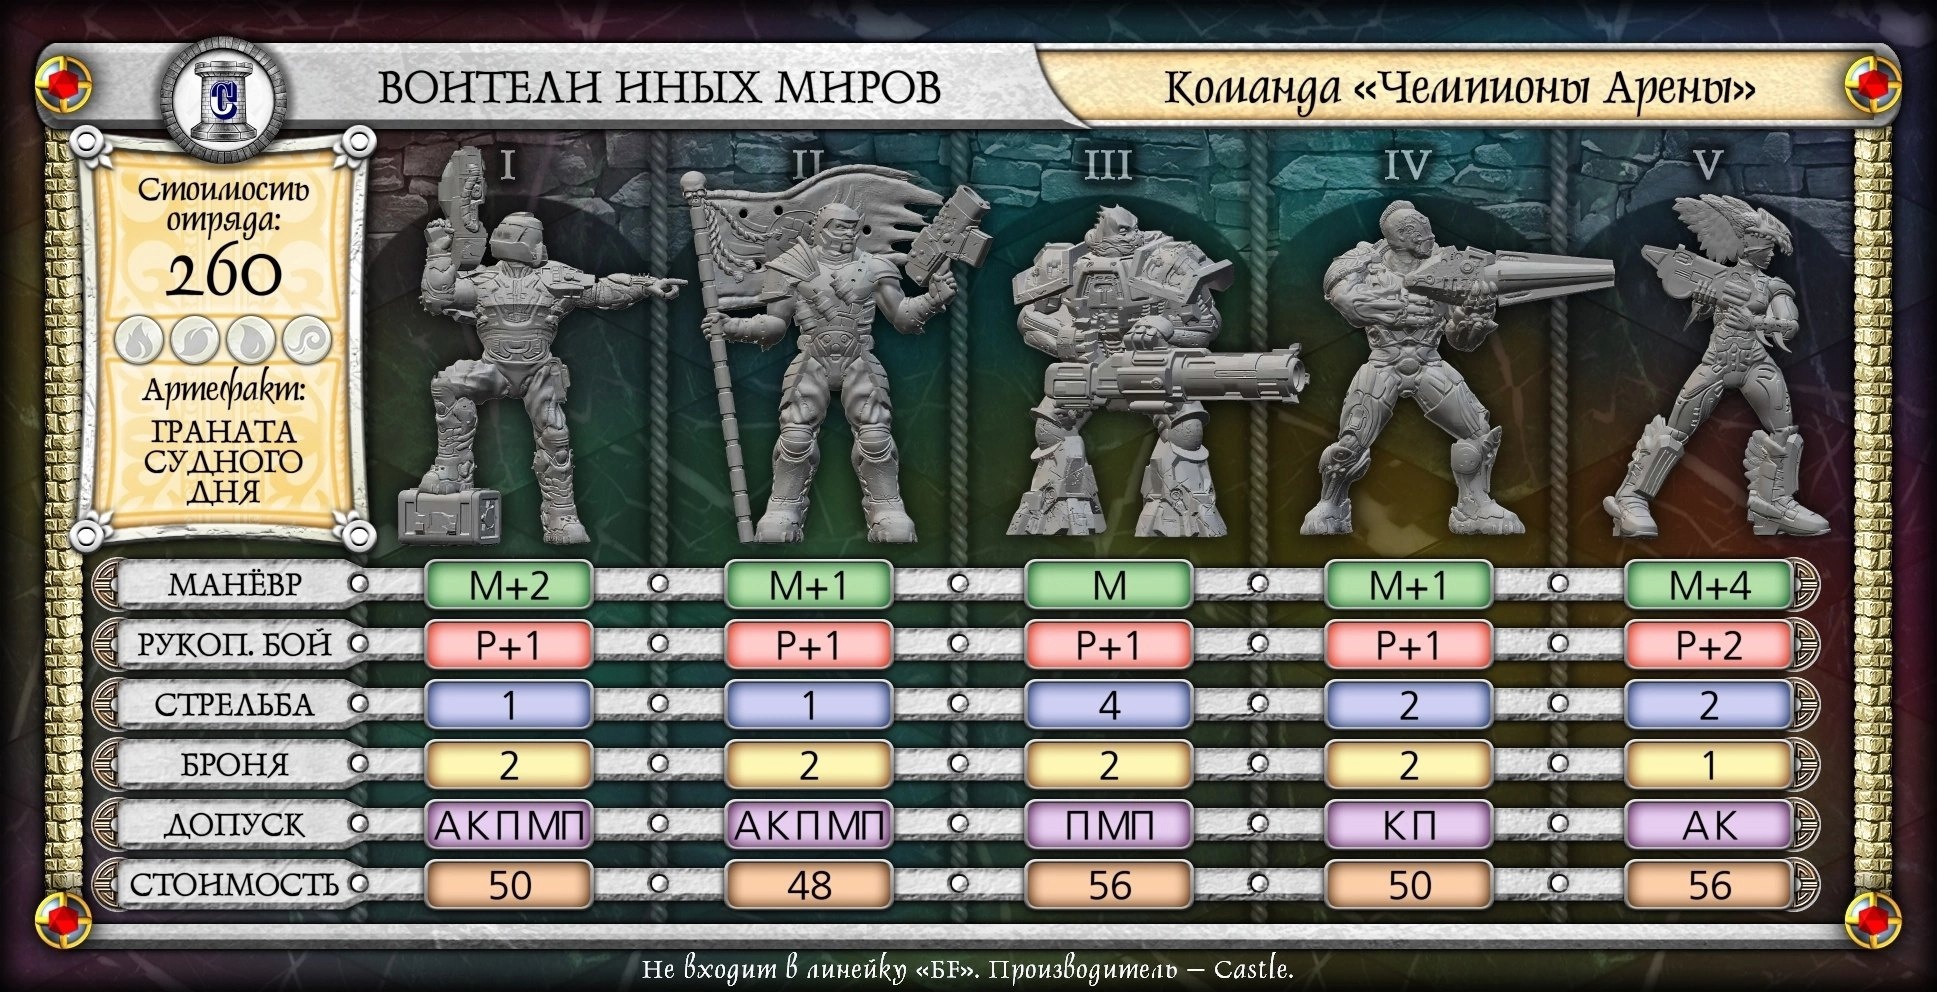 С
ВОИТЕЛИ ИНЫХ МИРОВ
Команда «Чемпионы Арены»
Стоимость
отряда:
260
Артефакт:
ГРАНАТА
СУДНОГО
ДНЯ
I II III IV V
МАНЁВР М+2 М+1 М М+1 М+4
РУКОП. БОЙ Р+1 Р+1 Р+1 Р+1 Р+2
СТРЕЛЬБА 1 1 4 2 2
БРОНЯ 2 2 2 2 1
ДОПУСК АКПМП АКПМП ПМП КП АК
СТОИМОСТЬ 50 48 56 50 56
Не входит в линейку «БF». Производитель – Castle.